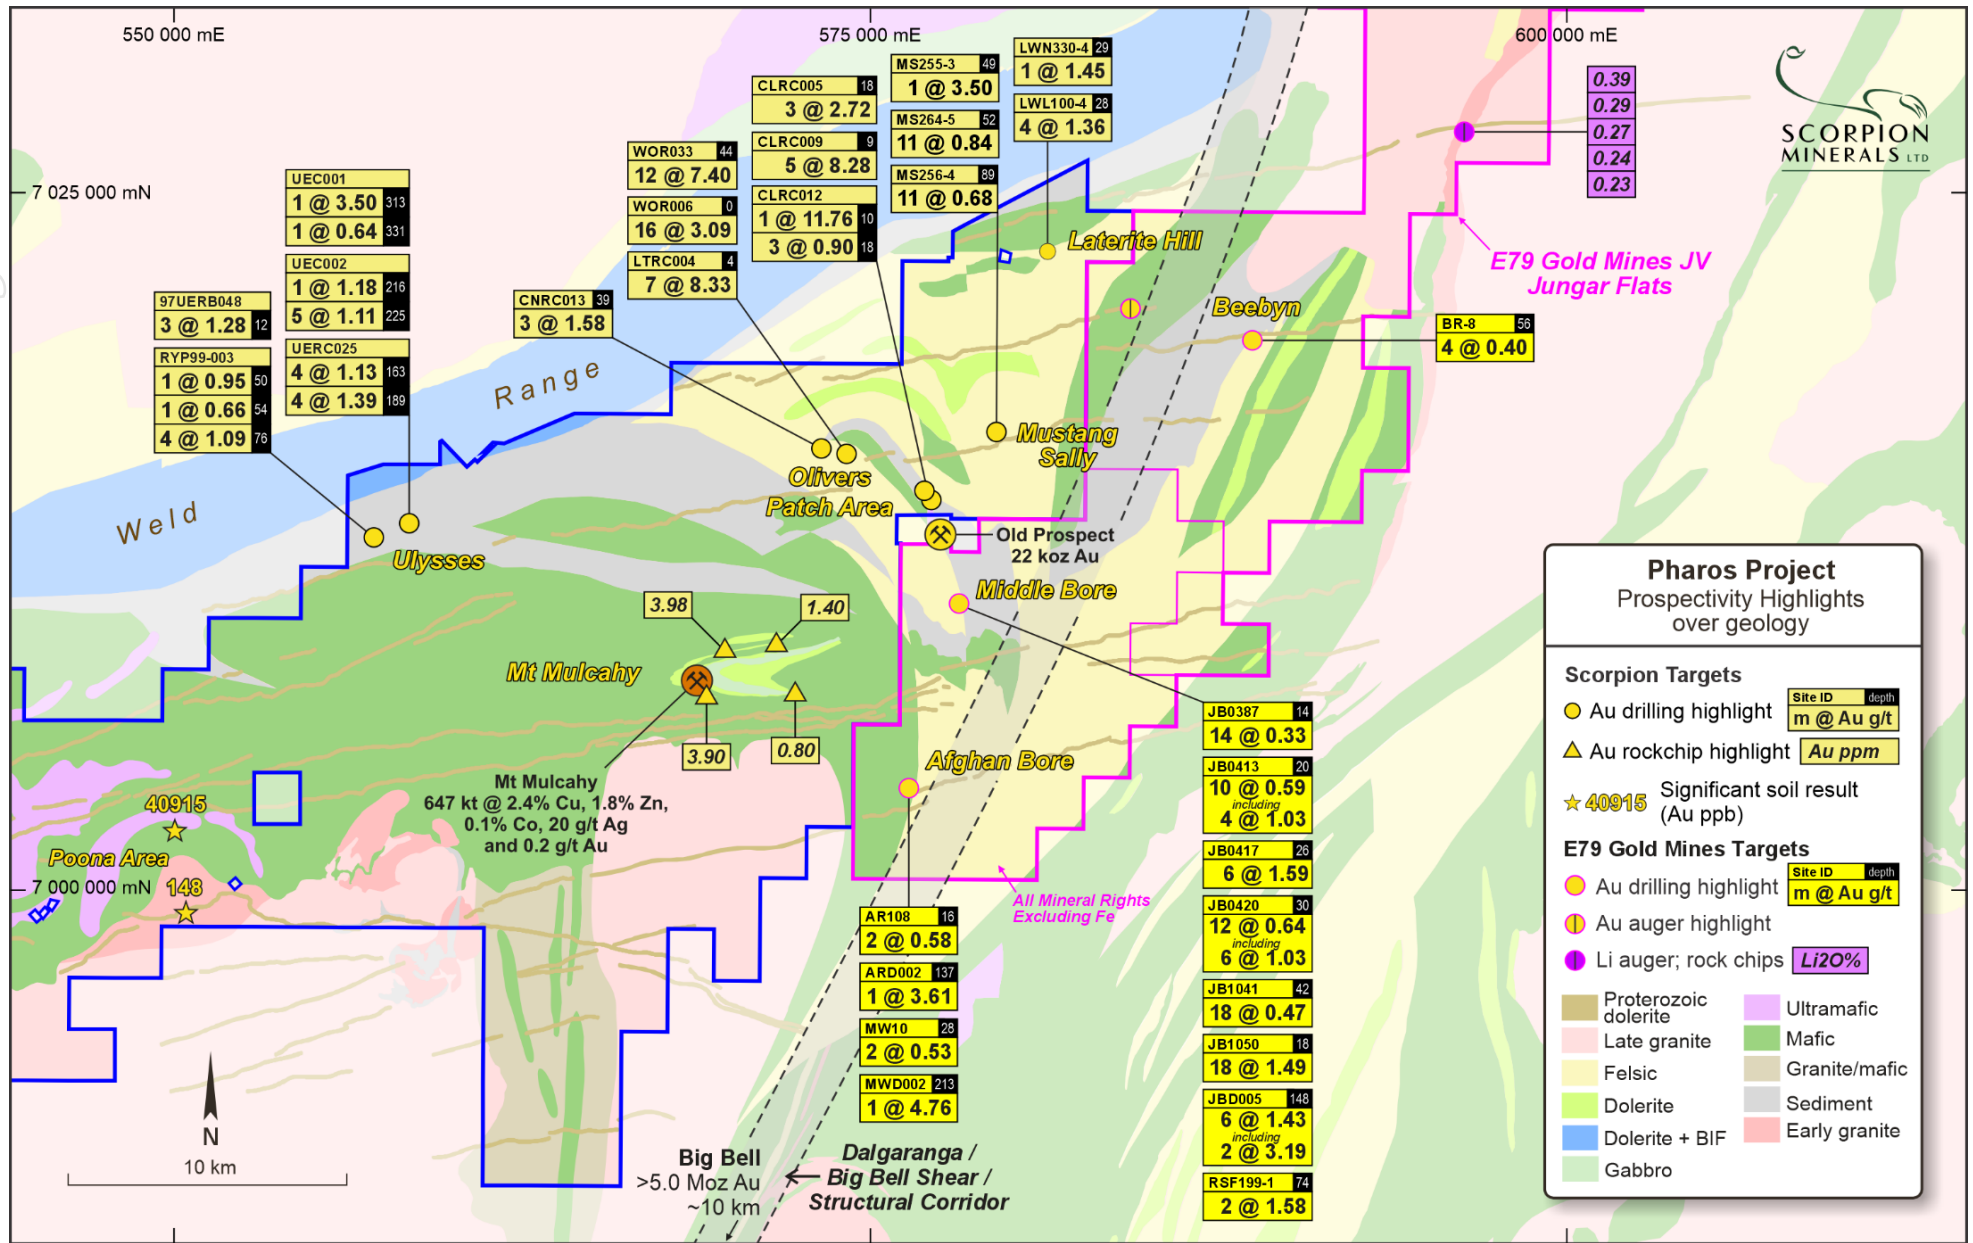 550 000 mE
575 000 mE
600 000 mE
7 025 000 mN
7 000 000 mN
SCORPION
MINERALS LTD
LWN330-4 29
1 @ 1.45
LWL100-4 28
4 @ 1.36
MS255-3 49
1 @ 3.50
MS264-5 52
11 @ 0.84
MS256-4 89
11 @ 0.68
CLRC005 18
3 @ 2.72
CLRC009 9
5 @ 8.28
CLRC012
1 @ 11.76 10
3 @ 0.90 18
WOR033 44
12 @ 7.40
WOR006 0
16 @ 3.09
LTRC004 4
7 @ 8.33
CNRC013 39
3 @ 1.58
UEC001
1 @ 3.50 313
1 @ 0.64 331
UEC002
1 @ 1.18 216
5 @ 1.11 225
UERC025
4 @ 1.13 163
4 @ 1.39 189
97UERB048
3 @ 1.28 12
RYP99-003
1 @ 0.95 50
1 @ 0.66 54
4 @ 1.09 76
0.39
0.29
0.27
0.24
0.23
E79 Gold Mines JV
Jungar Flats
BR-8 56
4 @ 0.40
Weld
Range
Laterite Hill
Beebyn
Mustang
Sally
Olivers
Patch Area
Ulysses
Old Prospect
22 koz Au
Middle Bore
3.98
1.40
Mt Mulcahy
3.90
0.80
Mt Mulcahy
647 kt @ 2.4% Cu, 1.8% Zn,
0.1% Co, 20 g/t Ag
and 0.2 g/t Au
Afghan Bore
40915
Poona Area
148
All Mineral Rights
Excluding Fe
AR108 16
2 @ 0.58
ARD002 137
1 @ 3.61
MW10 28
2 @ 0.53
MWD002 213
1 @ 4.76
JB0387 14
14 @ 0.33
JB0413 20
10 @ 0.59
including
4 @ 1.03
JB0417 26
6 @ 1.59
JB0420 30
12 @ 0.64
including
6 @ 1.03
JB1041 42
18 @ 0.47
JB1050 18
18 @ 1.49
JBD005 148
6 @ 1.43
including
2 @ 3.19
RSF199-1 74
2 @ 1.58
N
10 km
Big Bell
>5.0 Moz Au
~10 km
Dalgaranga /
Big Bell Shear /
Structural Corridor
Pharos Project
Prospectivity Highlights
over geology
Scorpion Targets
Au drilling highlight
Site ID depth
m @ Au g/t
Au rockchip highlight
Au ppm
40915
Significant soil result
(Au ppb)
E79 Gold Mines Targets
Au drilling highlight
Site ID depth
m @ Au g/t
Au auger highlight
Li auger; rock chips
Li2O%
Proterozoic
dolerite
Late granite
Felsic
Dolerite
Dolerite + BIF
Gabbro
Ultramafic
Mafic
Granite/mafic
Sediment
Early granite